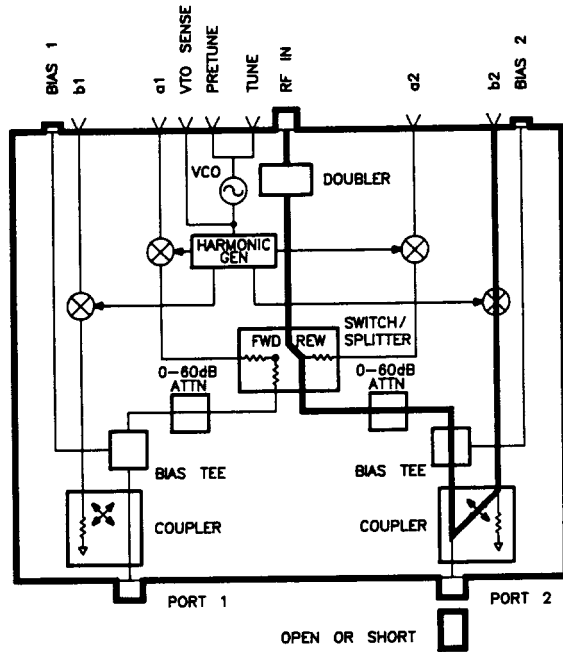 BIAS 1
b1
a1
VTO SENSE
PRETUNE
TUNE
RF IN
a2
b2
BIAS 2
VCO
DOUBLER
HARMONIC
GEN
SWITCH/
SPLITTER
FWD
REW
0-60dB
ATTN
0-60dB
ATTN
BIAS TEE
BIAS TEE
COUPLER
COUPLER
PORT 1
PORT 2
OPEN OR SHORT